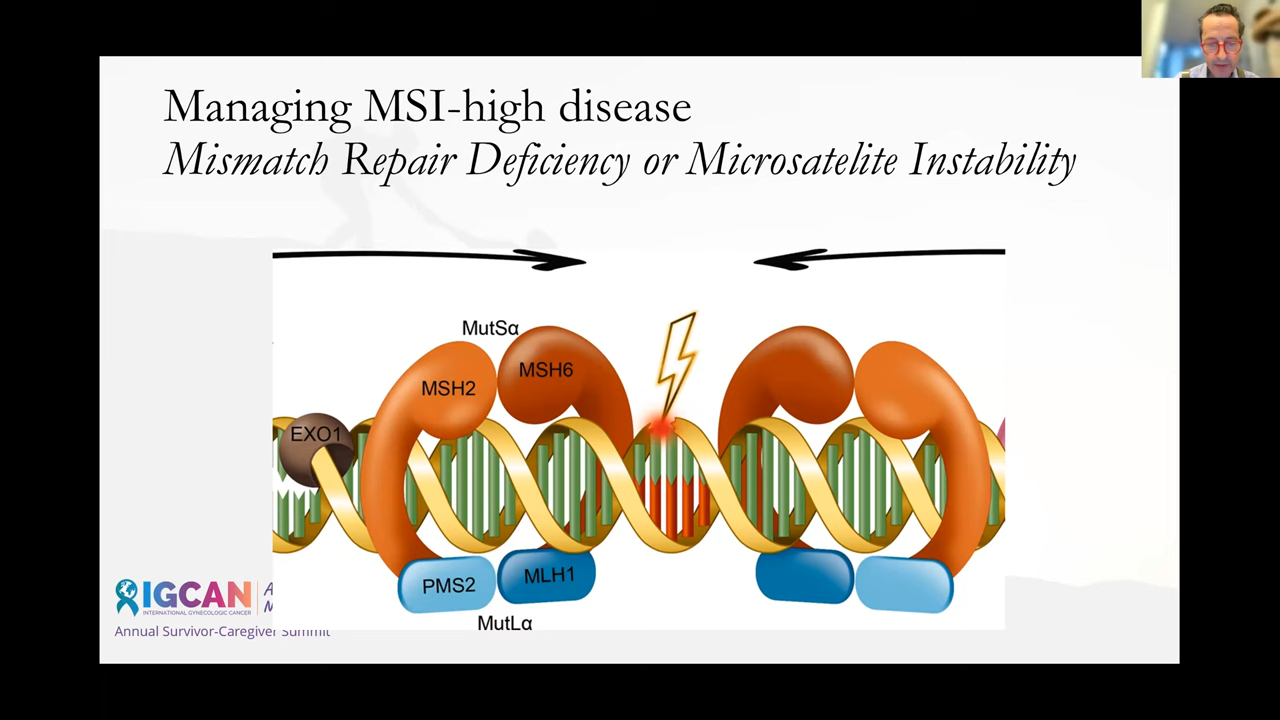 Managing MSI-high disease
Mismatch Repair Deficiency or Microsatelite Instability
MutSα
MSH2
MSH6
EXO1
PMS2
MLH1
MutLα
IGCAN
INTERNATIONAL GYNECOLOGIC CANCER
A
M
Annual Survivor-Caregiver Summit